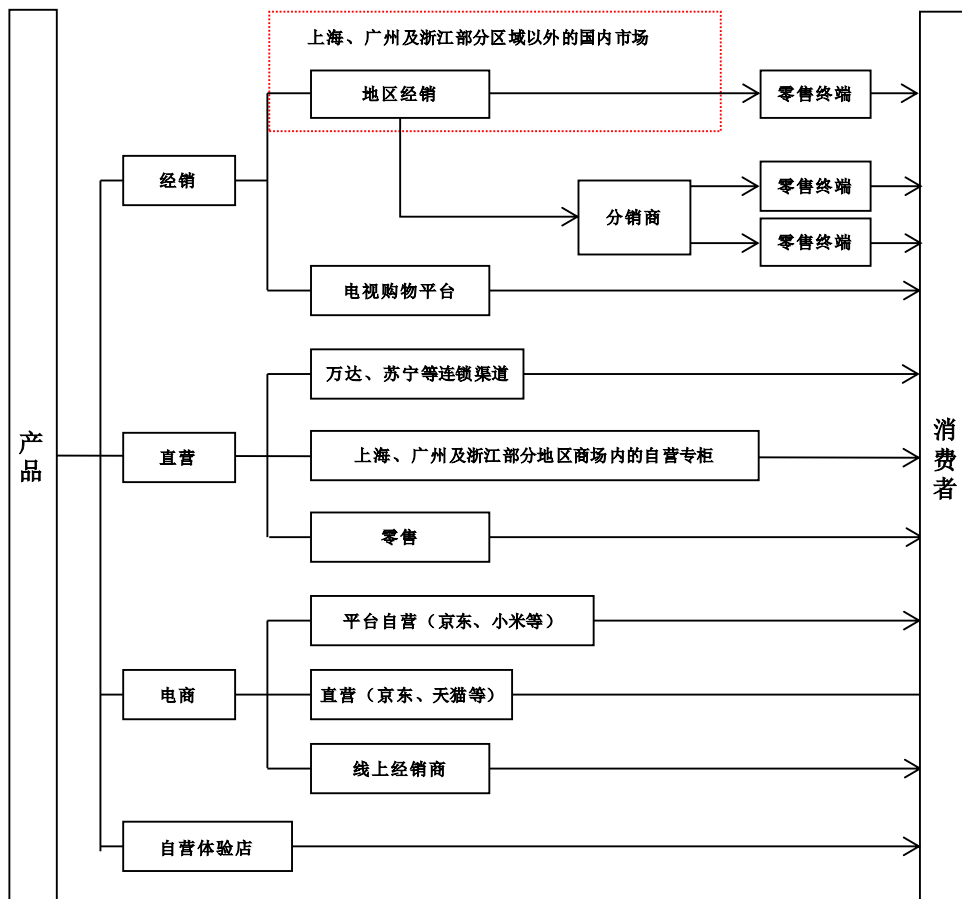 上海、广州及浙江部分区域以外的国内市场
地区经销
零售终端
经销
零售终端
分销商
零售终端
电视购物平台
万达、苏宁等连锁渠道
产品
直营
上海、广州及浙江部分地区商场内的自营专柜
消费者
零售
平台自营（京东、小米等）
电商
直营（京东、天猫等）
线上经销商
自营体验店